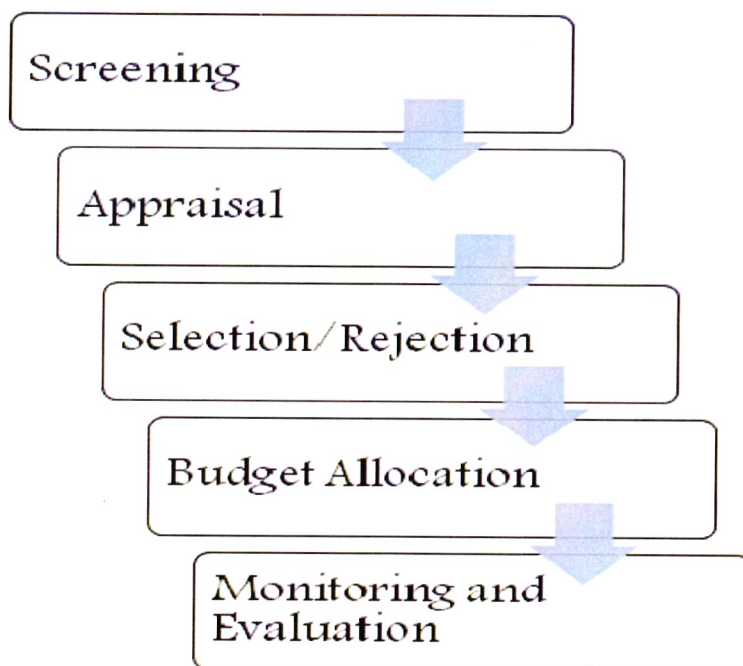 Screening
Appraisal
Selection/Rejection
Budget Allocation
Monitoring and
Evaluation